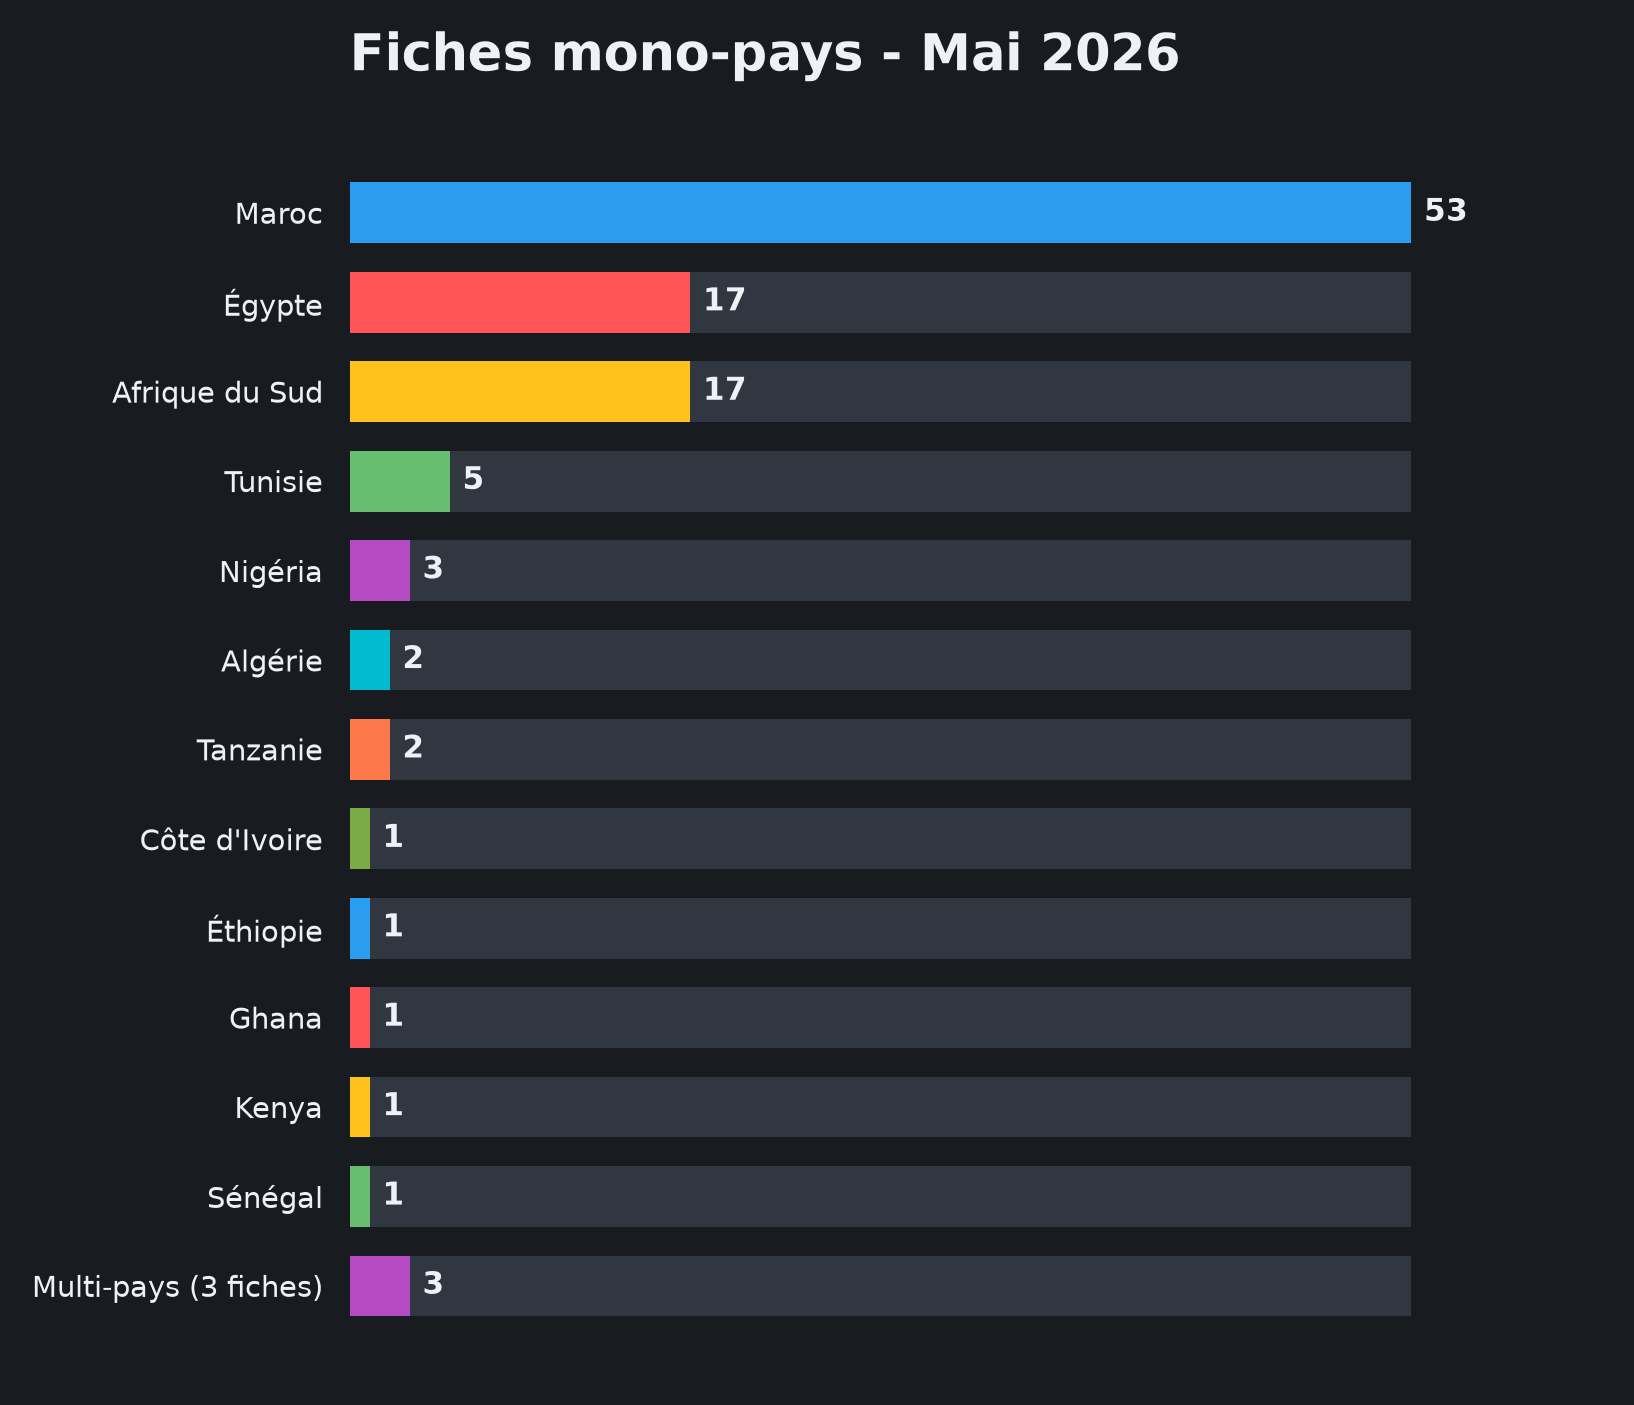 Fiches mono-pays - Mai 2026
Maroc 53
Égypte 17
Afrique du Sud 17
Tunisie 5
Nigéria 3
Algérie 2
Tanzanie 2
Côte d'Ivoire 1
Éthiopie 1
Ghana 1
Kenya 1
Sénégal 1
Multi-pays (3 fiches) 3